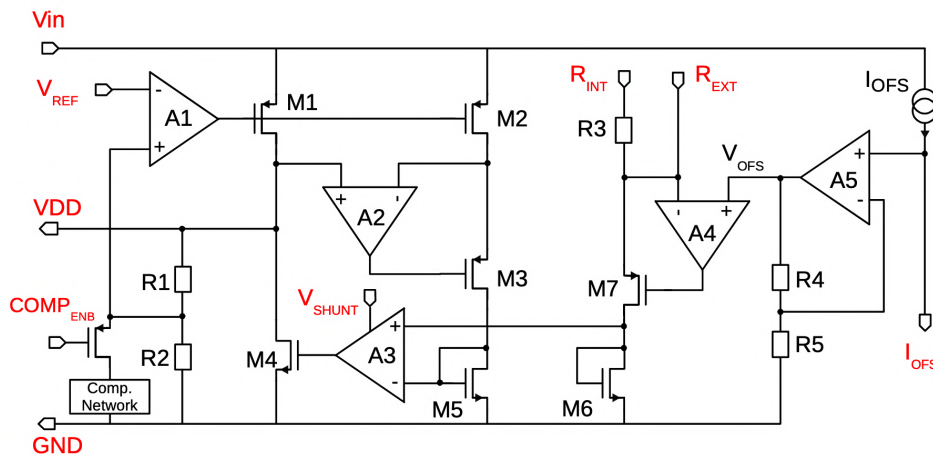 Vin
V_REF
-
+
A1
M1
M2
R_INT
R_EXT
I_OFS
R3
V_OFS
+
-
A5
+
-
A2
-
+
A4
VDD
R1
M3
M7
R4
COMP_ENB
V_SHUNT
R2
M4
+
-
A3
R5
I_OFS
Comp.
Network
M5
M6
GND